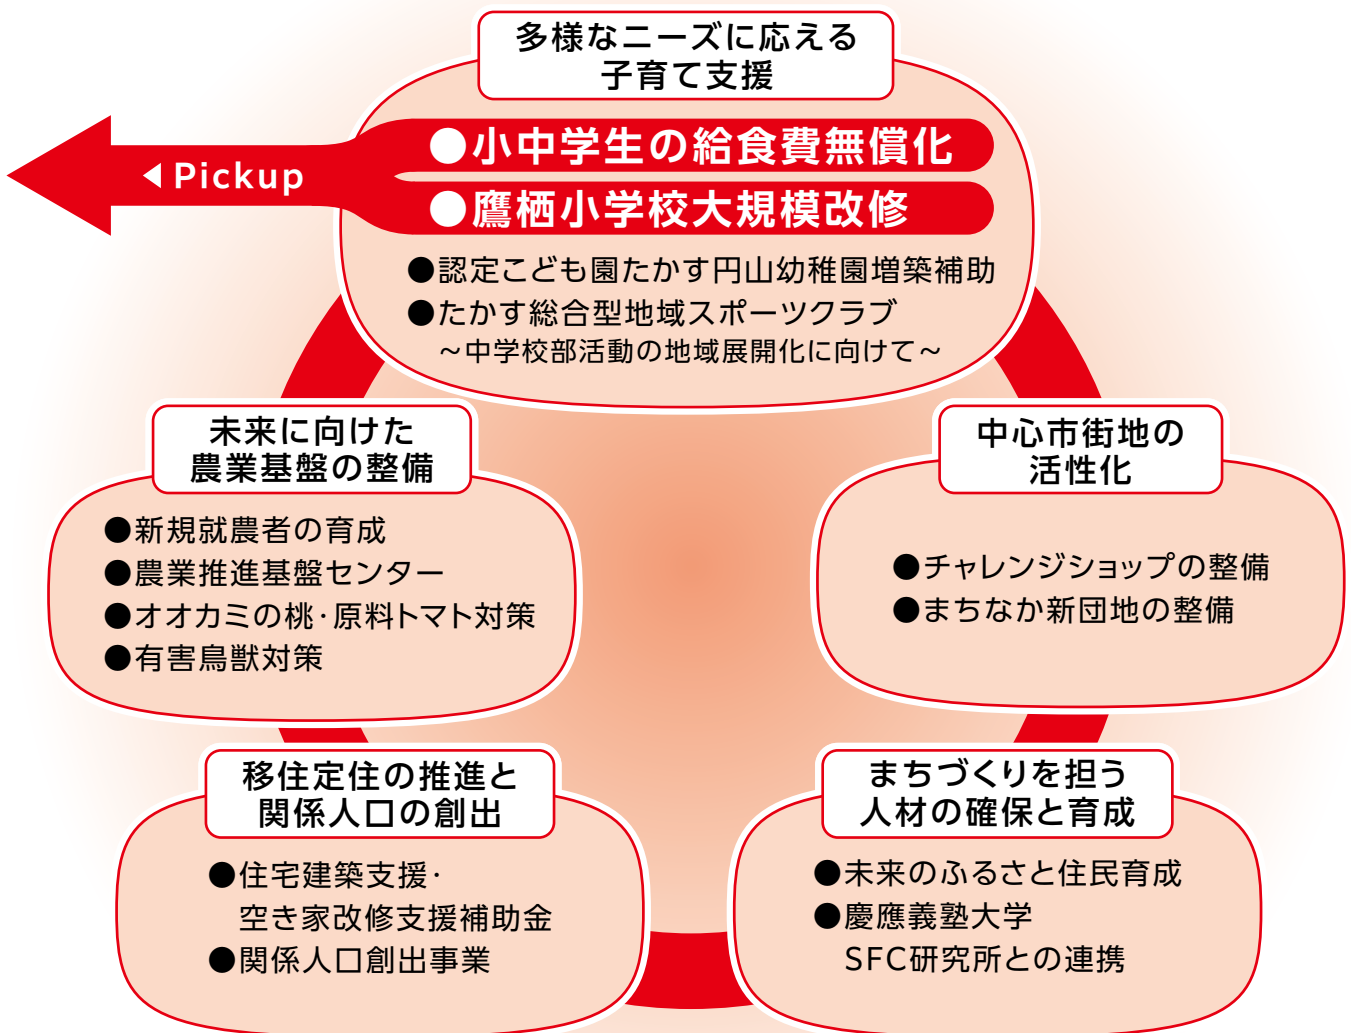 多様なニーズに応える
子育て支援
●小中学生の給食費無償化
◀Pickup
●鷹栖小学校大規模改修
●認定こども園たかす円山幼稚園増築補助
●たかす総合型地域スポーツクラブ
~中学校部活動の地域展開化に向けて~
未来に向けた
農業基盤の整備
●新規就農者の育成
●農業推進基盤センター
●オオカミの桃・原料トマト対策
●有害鳥獣対策
中心市街地の
活性化
●チャレンジショップの整備
●まちなか新団地の整備
移住定住の推進と
関係人口の創出
●住宅建築支援・
空き家改修支援補助金
●関係人口創出事業
まちづくりを担う
人材の確保と育成
●未来のふるさと住民育成
●慶應義塾大学
SFC研究所との連携